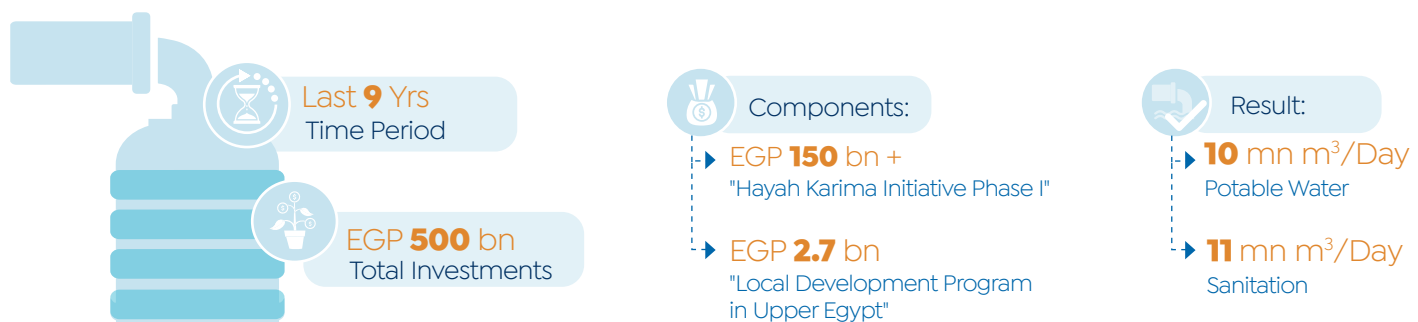 Last 9 Yrs
Time Period
EGP 500 bn
Total Investments
Components:
EGP 150 bn +
"Hayah Karima Initiative Phase I"
EGP 2.7 bn
"Local Development Program
in Upper Egypt"
Result:
10 mn m³/Day
Potable Water
11 mn m³/Day
Sanitation